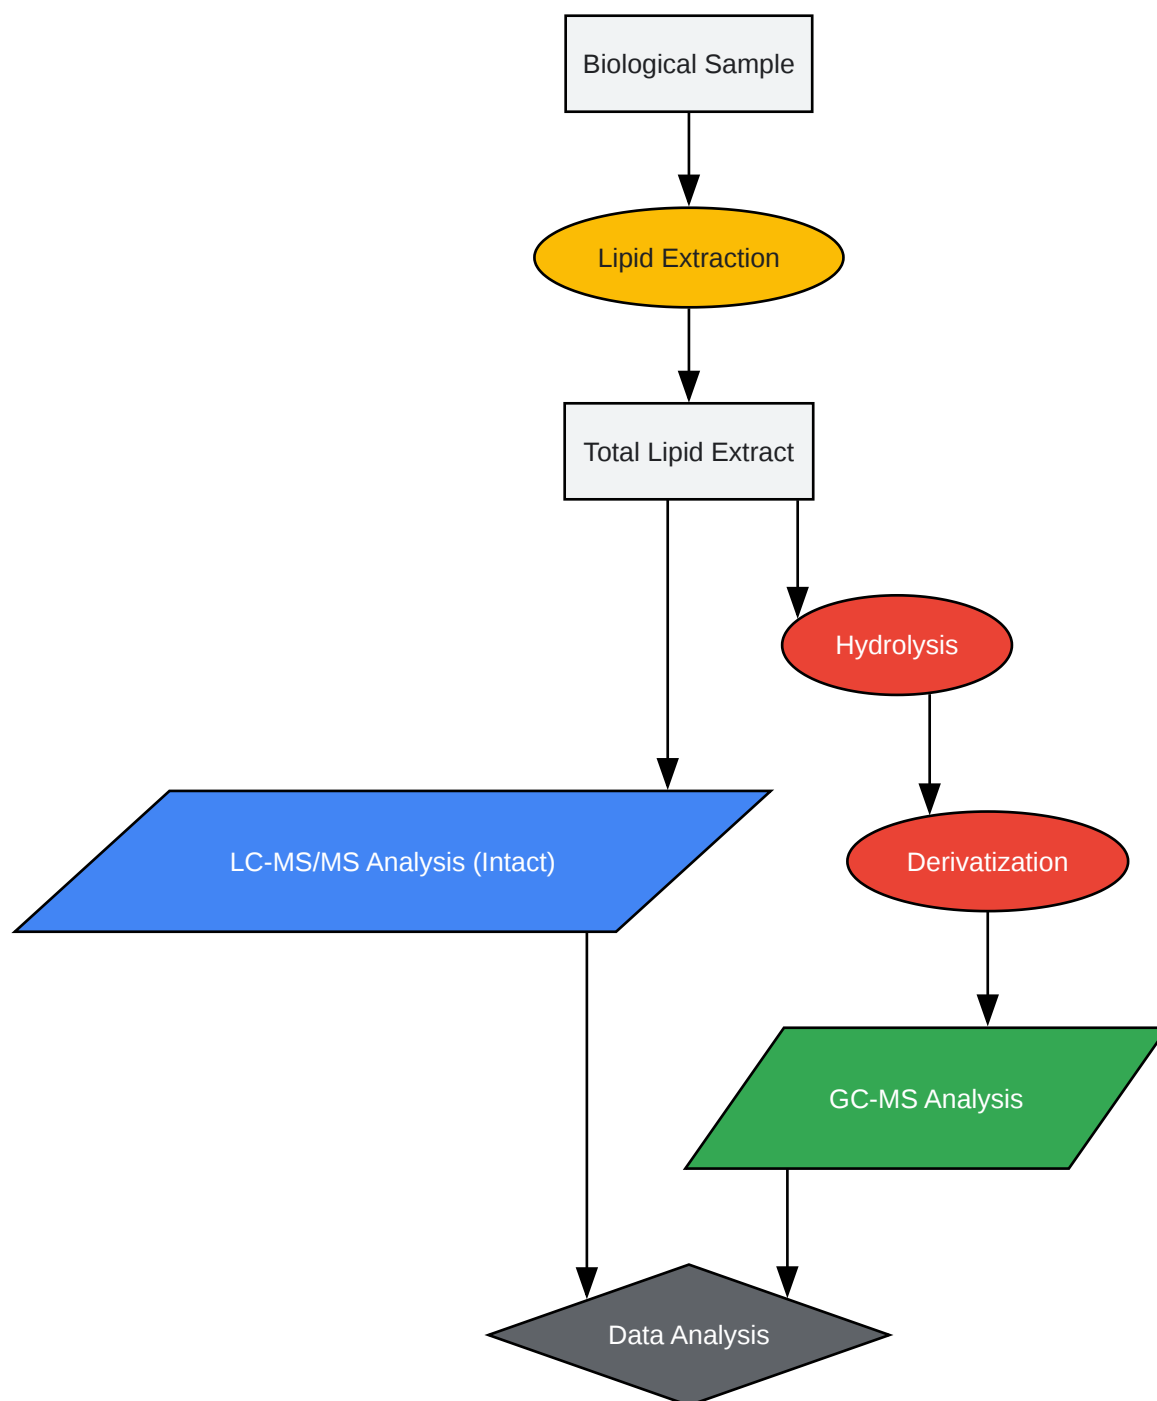 Biological Sample
Lipid Extraction
Total Lipid Extract
Hydrolysis
LC-MS/MS Analysis (Intact)
Derivatization
GC-MS Analysis
Data Analysis